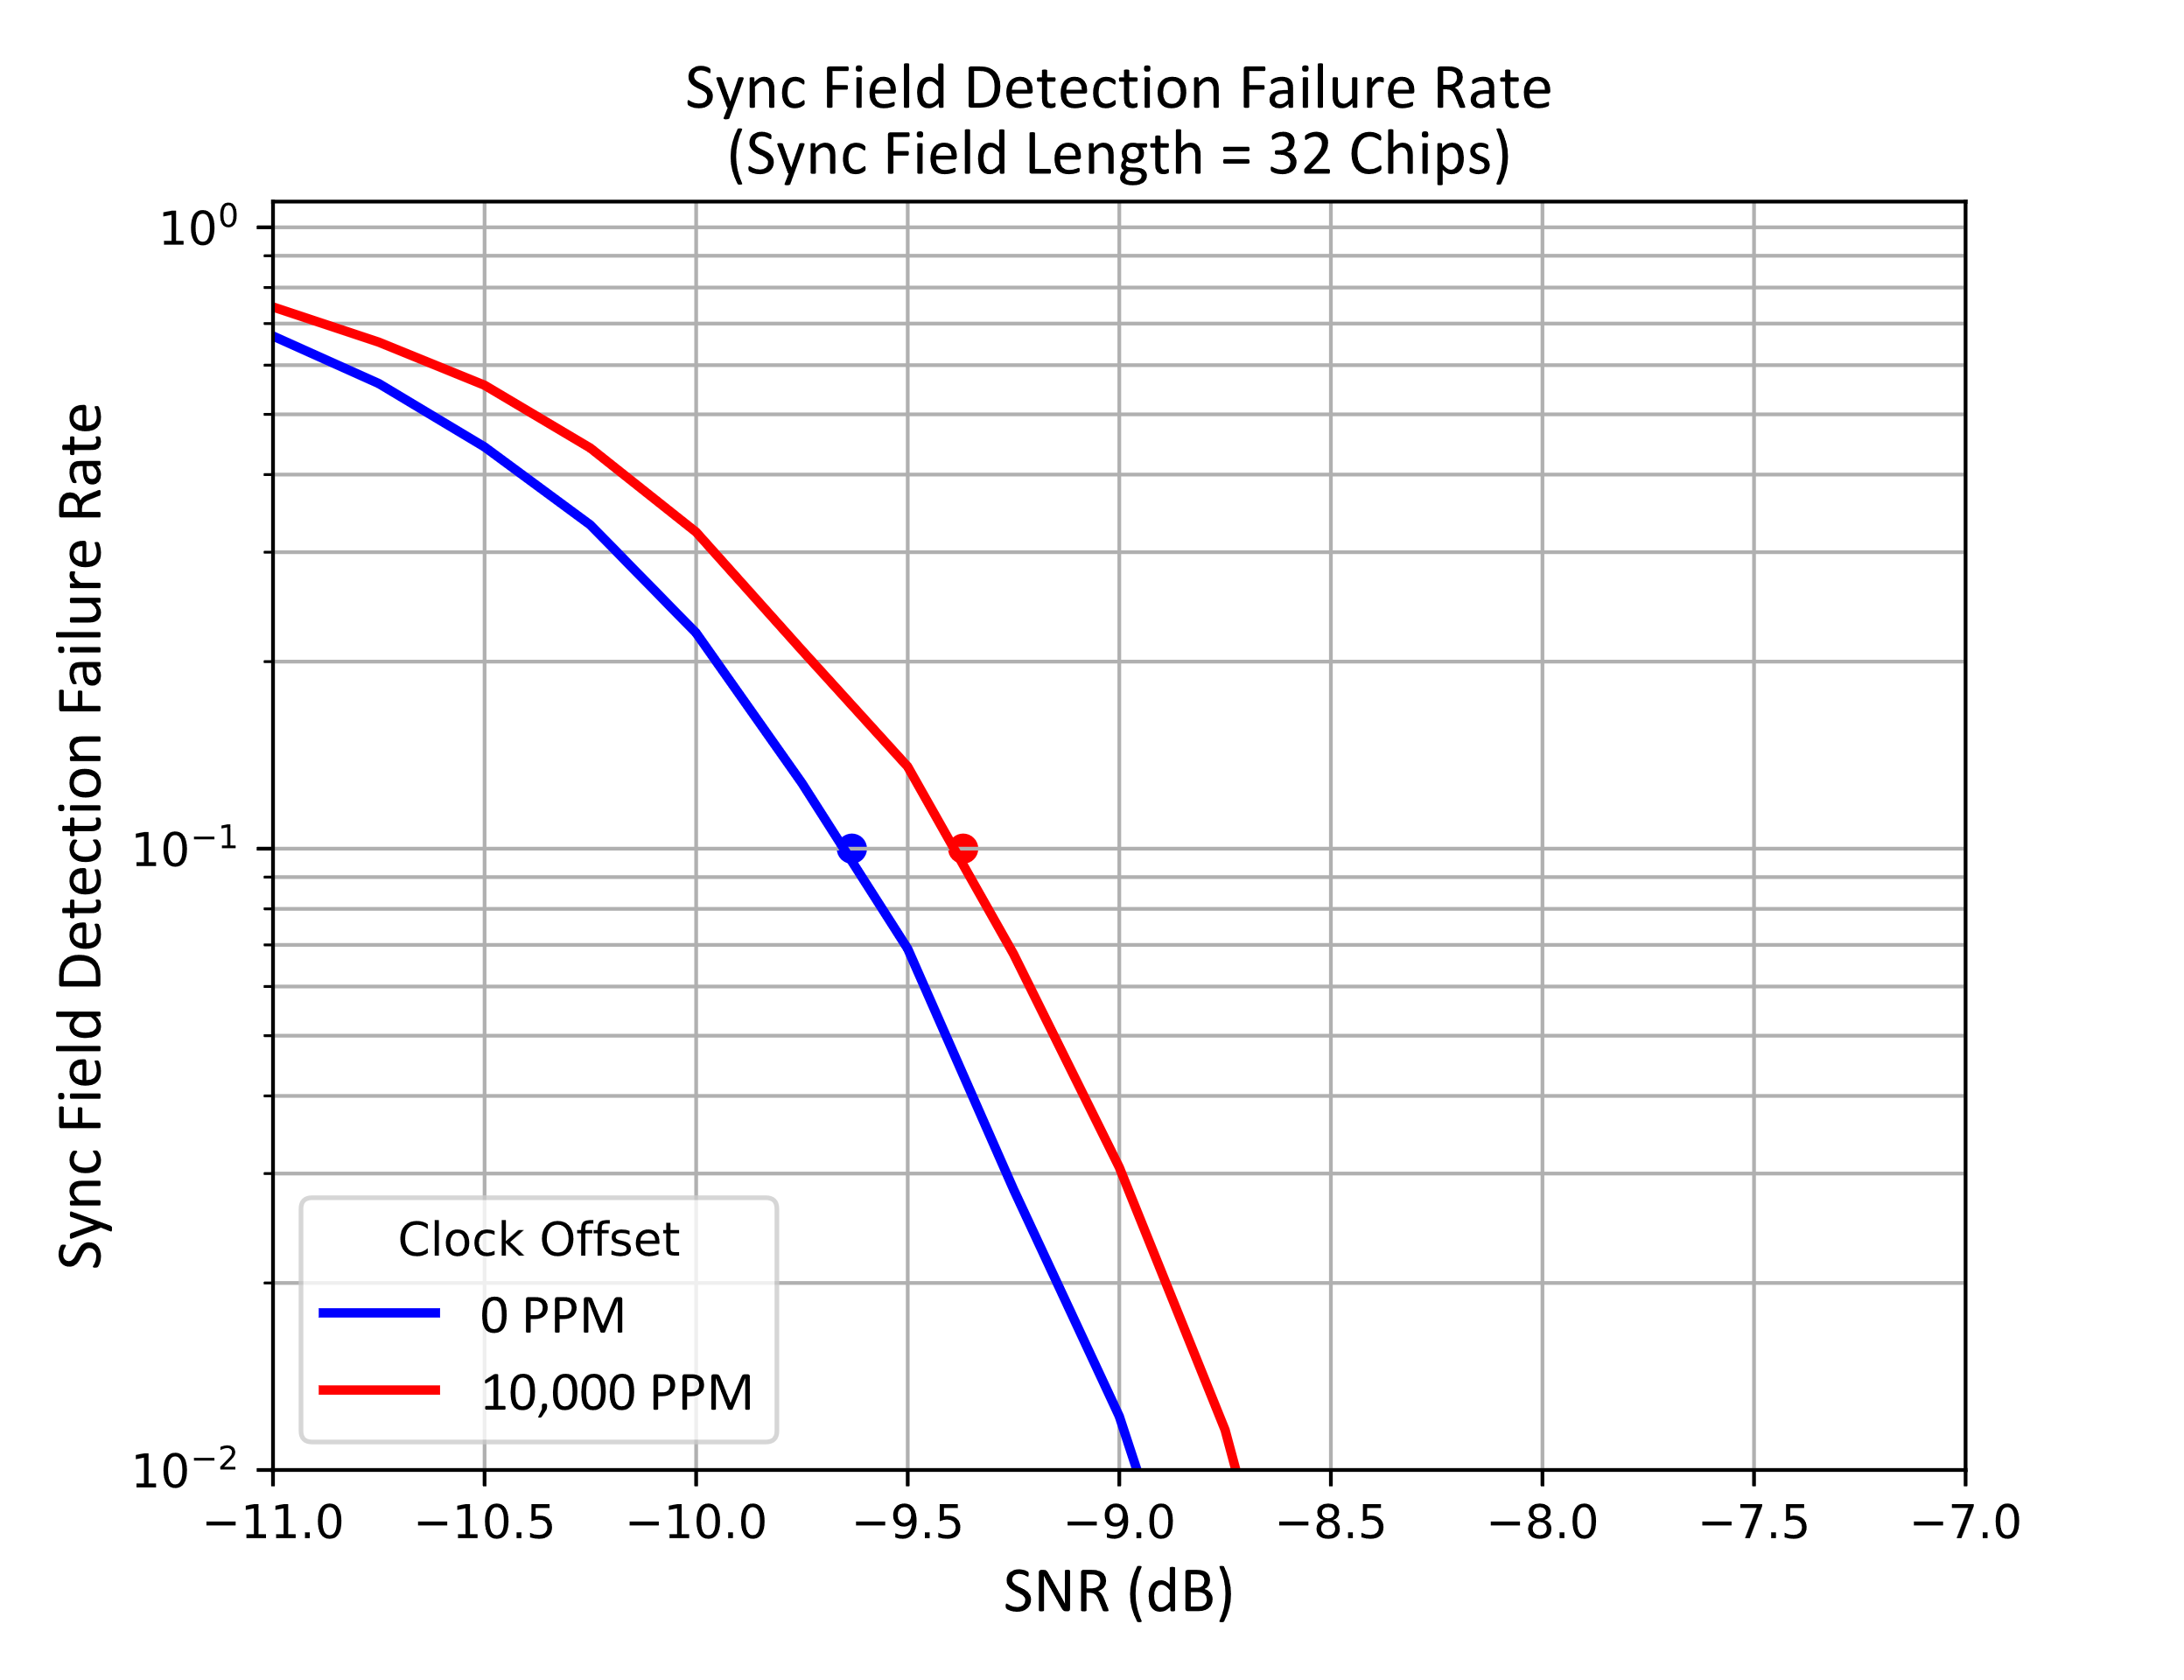 Sync Field Detection Failure Rate
(Sync Field Length = 32 Chips)
Sync Field Detection Failure Rate
10⁰
10⁻¹
10⁻²
Clock Offset
0 PPM
10,000 PPM
−11.0 −10.5 −10.0 −9.5 −9.0 −8.5 −8.0 −7.5 −7.0
SNR (dB)